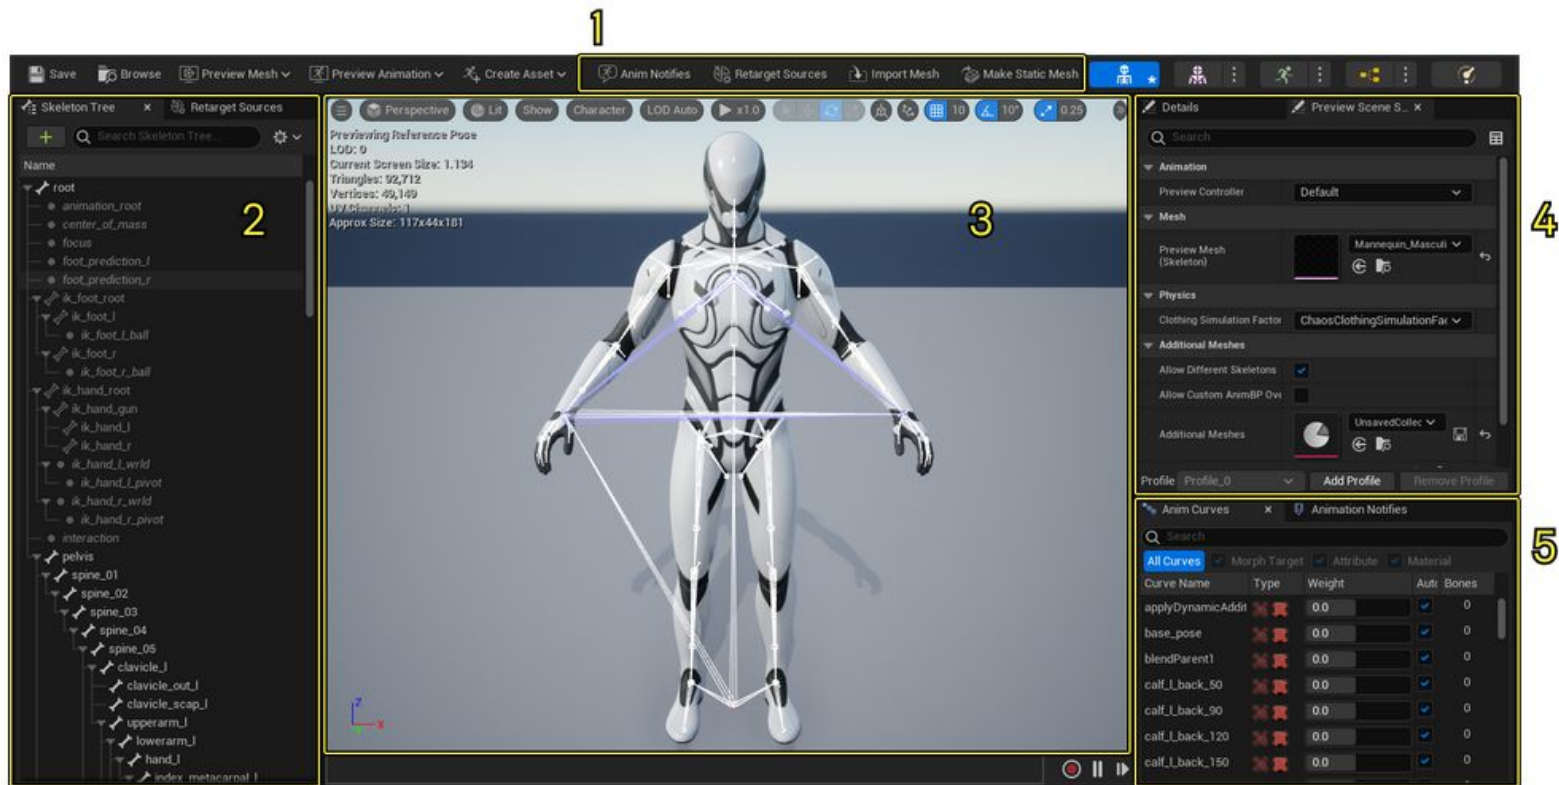 1
Save Browse Preview Mesh Preview Animation Create Asset Anim Notifies Retarget Sources Import Mesh Make Static Mesh
Skeleton Tree Retarget Sources
Search Skeleton Tree...
Name
root
animation_root
center_of_mass
focus
foot_prediction_l
foot_prediction_r
ik_foot_root
ik_foot_l
ik_foot_l_ball
ik_foot_r
ik_foot_r_ball
ik_hand_root
ik_hand_gun
ik_hand_l
ik_hand_r
ik_hand_l_wrld
ik_hand_l_pivot
ik_hand_r_wrld
ik_hand_r_pivot
interaction
pelvis
spine_01
spine_02
spine_03
spine_04
spine_05
clavicle_l
clavicle_out_l
clavicle_scap_l
upperarm_l
lowerarm_l
hand_l
index_metacarpal_l
2
Perspective Lit Show Character LOD Auto x1.0 10 10° 0.25
Previewing Reference Pose
LOD: 0
Current Screen Size: 1.134
Triangles: 92,712
Vertices: 49,149
UV Channels: 1
Approx Size: 117x44x181
3
Z
X
Details Preview Scene S...
Search
Animation
Preview Controller Default
Mesh
Preview Mesh
(Skeleton)
Mannequin_Masculi
Physics
Clothing Simulation Factor ChaosClothingSimulationFac
Additional Meshes
Allow Different Skeletons
Allow Custom AnimBP Ove
Additional Meshes UnsavedCollec
Profile Profile_0 Add Profile Remove Profile
4
Anim Curves Animation Notifies
Search
All Curves Morph Target Attribute Material
Curve Name Type Weight Auto Bones
applyDynamicAddit 0.0 0
base_pose 0.0 0
blendParent1 0.0 0
calf_l_back_50 0.0 0
calf_l_back_90 0.0 0
calf_l_back_120 0.0 0
calf_l_back_150 0.0 0
5